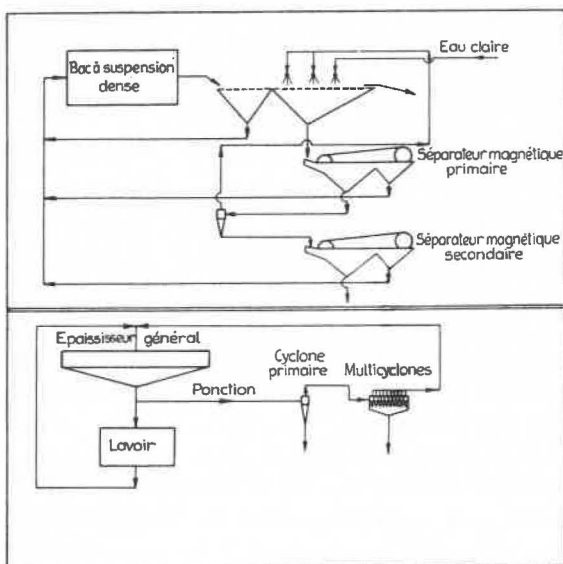 Bac à suspension
dense
Eau claire
Séparateur magnétique
primaire
Séparateur magnétique
secondaire
Epaississeur général
Cyclone
primaire
Multicyclones
Ponction
Lavoir